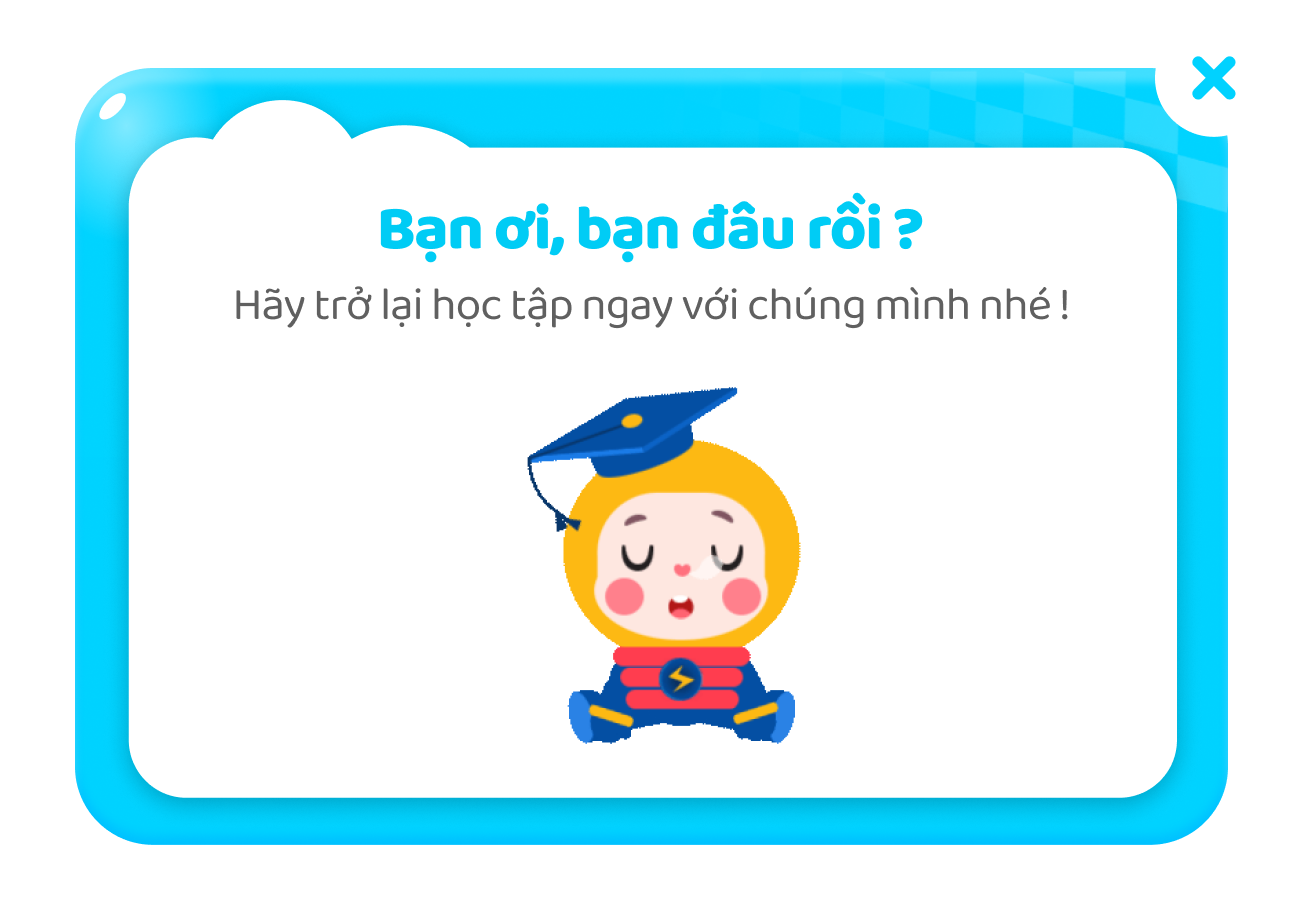 Bạn ơi, bạn đâu rồi ?
Hãy trở lại học tập ngay với chúng mình nhé !